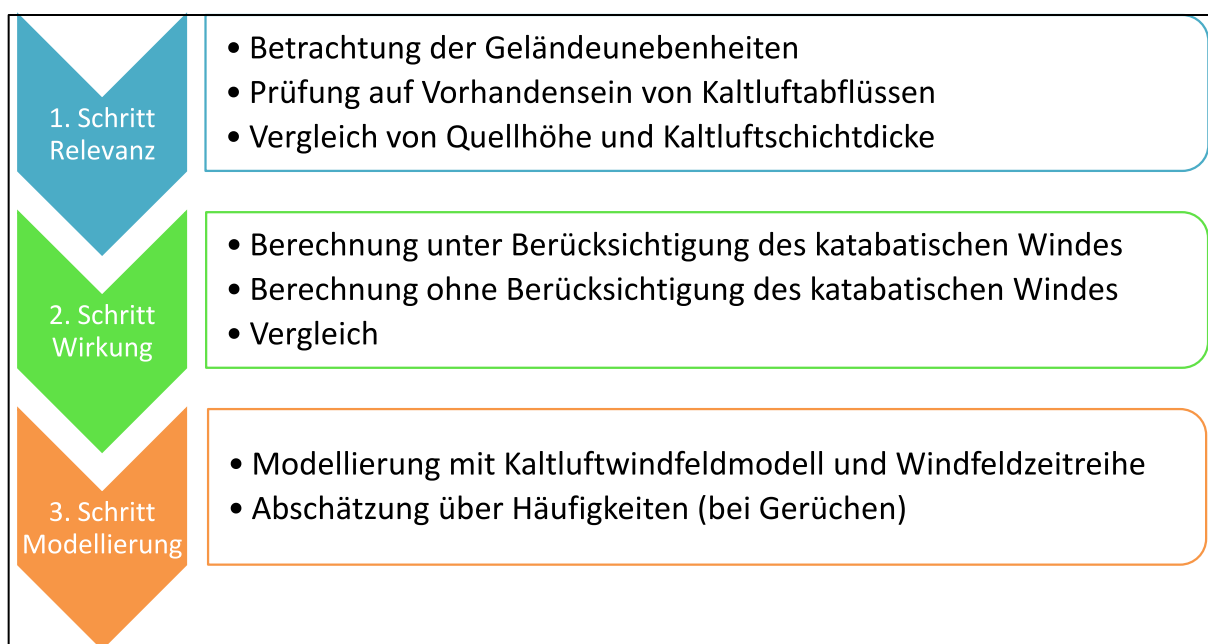 1. Schritt
Relevanz
• Betrachtung der Geländeunebenheiten
• Prüfung auf Vorhandensein von Kaltluftabflüssen
• Vergleich von Quellhöhe und Kaltluftschichtdicke
2. Schritt
Wirkung
• Berechnung unter Berücksichtigung des katabatischen Windes
• Berechnung ohne Berücksichtigung des katabatischen Windes
• Vergleich
3. Schritt
Modellierung
• Modellierung mit Kaltluftwindfeldmodell und Windfeldzeitreihe
• Abschätzung über Häufigkeiten (bei Gerüchen)